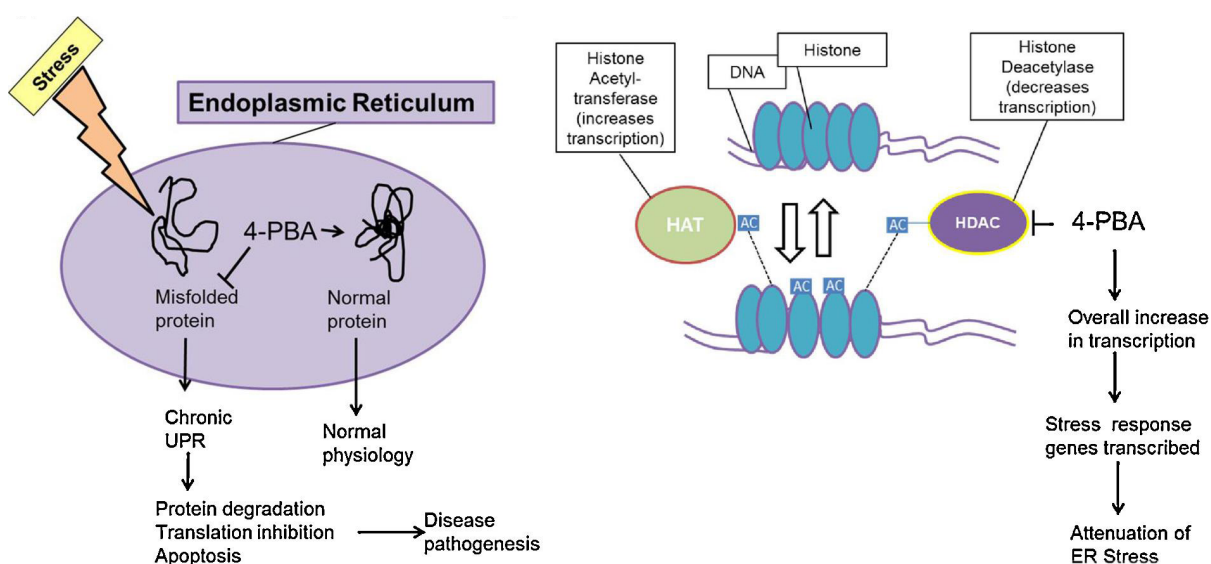 Stress
Endoplasmic Reticulum
4-PBA
Misfolded
protein
Normal
protein
Chronic
UPR
Normal
physiology
Protein degradation
Translation inhibition
Apoptosis
Disease
pathogenesis
Histone
Acetyl-
transferase
(increases
transcription)
DNA
Histone
Histone
Deacetylase
(decreases
transcription)
HAT
AC
AC
HDAC
4-PBA
AC
AC
Overall increase
in transcription
Stress response
genes transcribed
Attenuation of
ER Stress